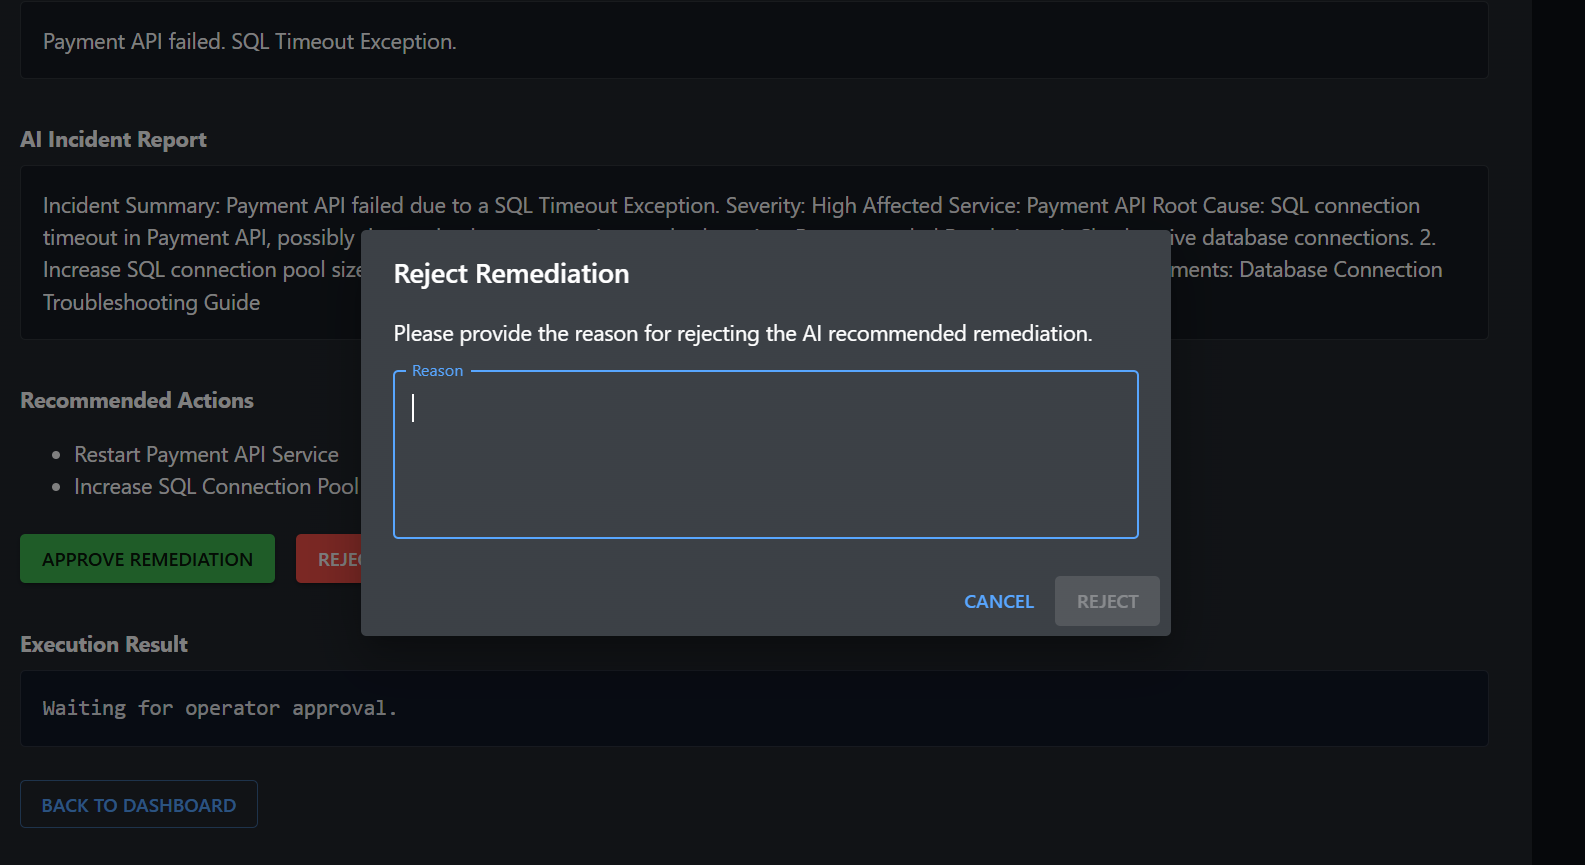 Payment API failed. SQL Timeout Exception.
AI Incident Report
Incident Summary: Payment API failed due to a SQL Timeout Exception. Severity: High Affected Service: Payment API Root Cause: SQL connection
timeout in Payment API, possibly database connections. 2.
Increase SQL connection pool Database Connection
Troubleshooting Guide
Reject Remediation
Please provide the reason for rejecting the AI recommended remediation.
Reason
CANCEL
REJECT
Recommended Actions
Restart Payment API Service
Increase SQL Connection Pool
APPROVE REMEDIATION
Execution Result
Waiting for operator approval.
BACK TO DASHBOARD